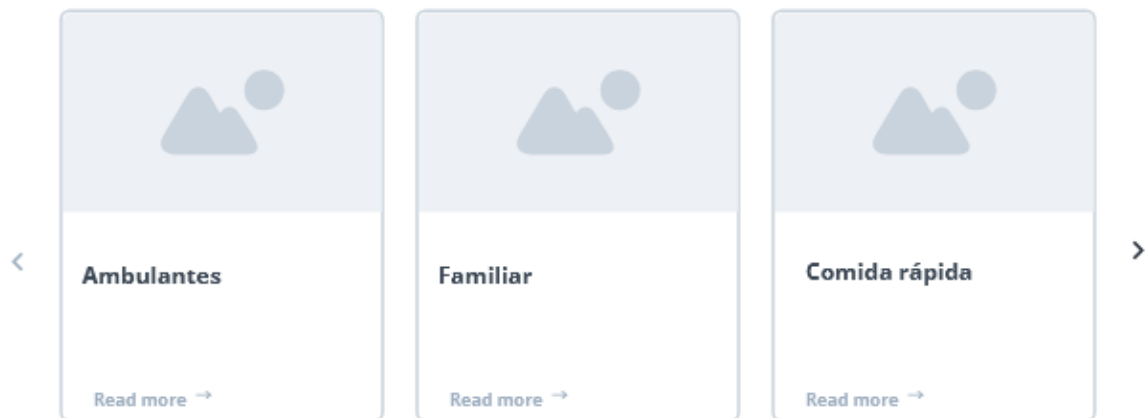 Ambulantes
Familiar
Comida rápida
Read more →
Read more →
Read more →